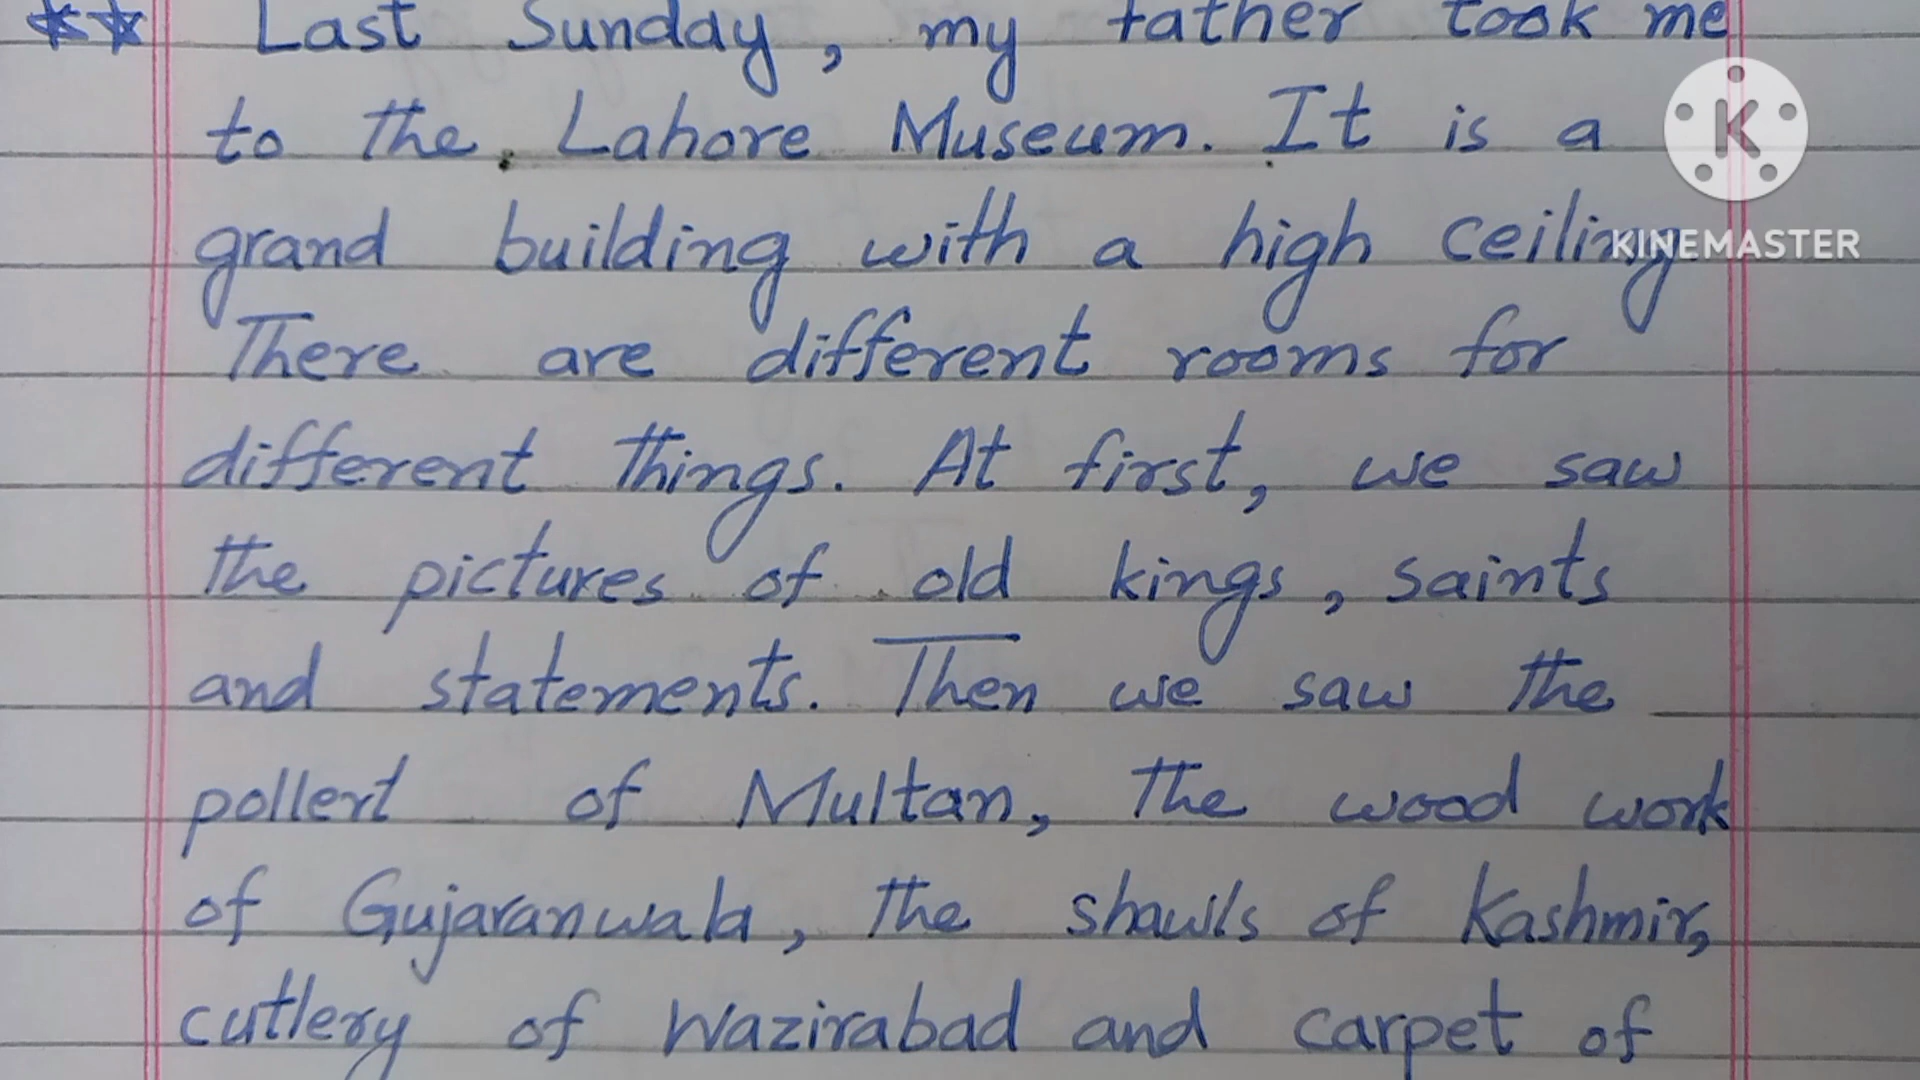 ** Last Sunday, my father took me
to the Lahore Museum. It is a
grand building with a high ceiling
There are different rooms for
different things. At first, we saw
the pictures of old kings, saints
and statements. Then we saw the
pollert of Multan, the wood work
of Gujaranwala, the shawls of Kashmir,
cutlery of Wazirabad and carpet of
KINEMASTER